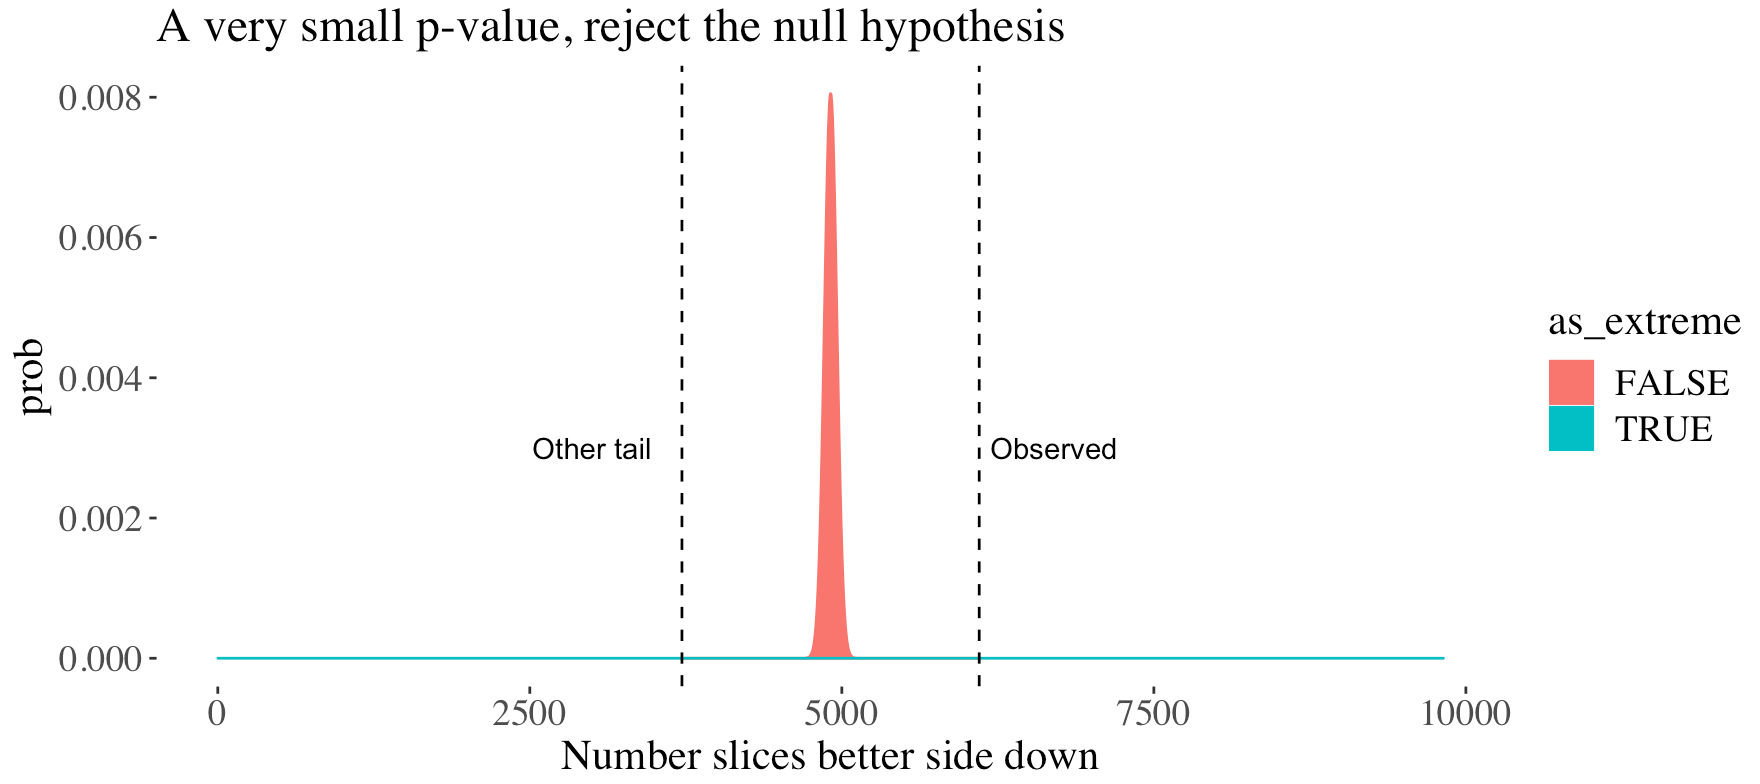 A very small p-value, reject the null hypothesis
0.008
0.006
0.004
0.002
0.000
prob
Other tail
Observed
0
2500
5000
7500
10000
Number slices better side down
as_extreme
FALSE
TRUE